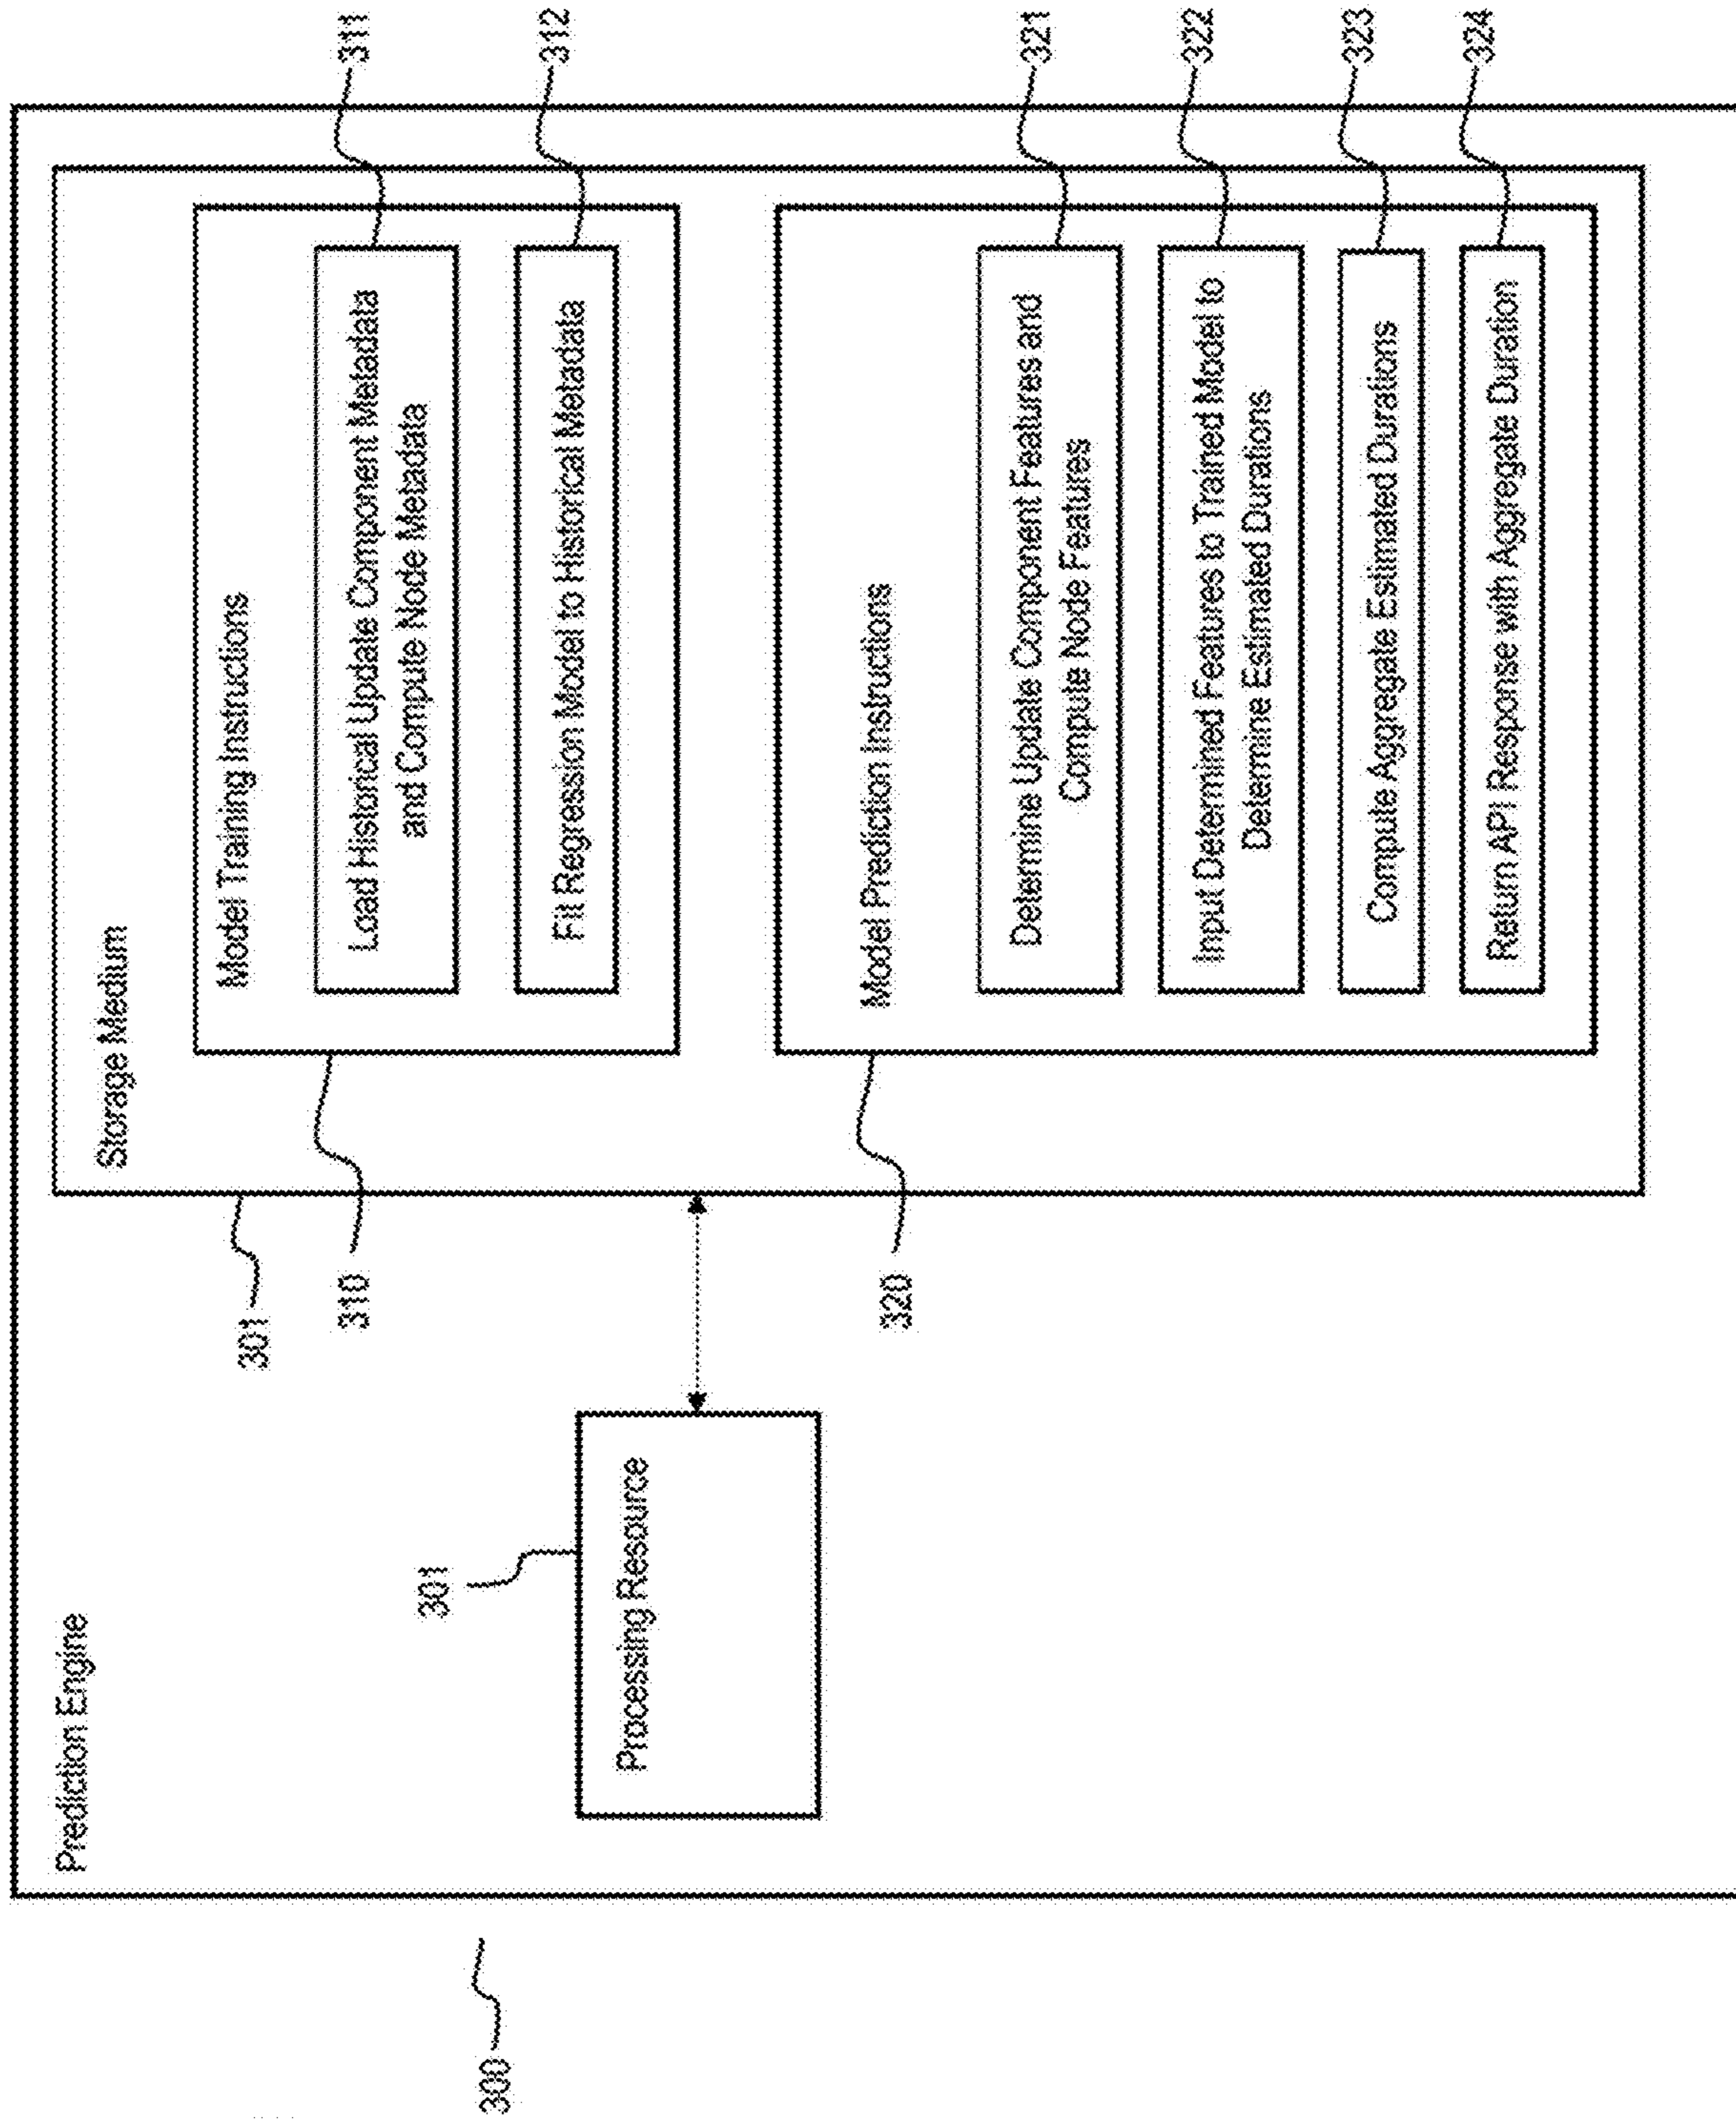 300
Prediction Engine
301
Processing Resource
301
Storage Medium
310
Model Training Instructions
Load Historical Update Component Metadata
and Compute Node Metadata
311
Fit Regression Model to Historical Metadata
312
320
Model Prediction Instructions
Determine Update Component Features and
Compute Node Features
321
Input Determined Features to Trained Model to
Determine Estimated Durations
322
Compute Aggregate Estimated Durations
323
Return API Response with Aggregate Duration
324